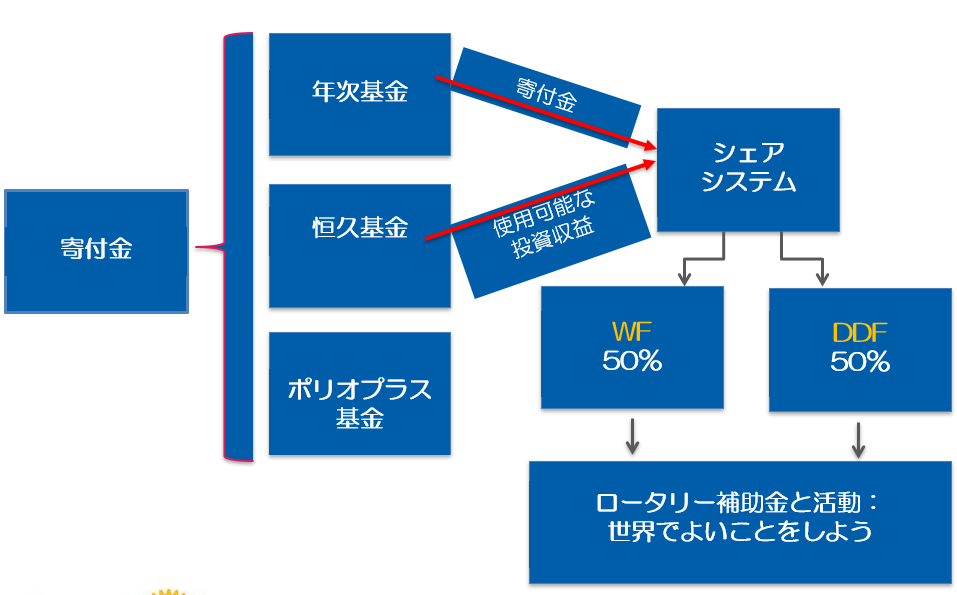 寄付金
年次基金
恒久基金
ポリオプラス
基金
寄付金
使用可能な
投資収益
シェア
システム
WF
50%
DDF
50%
ロータリー補助金と活動：
世界でよいことをしよう